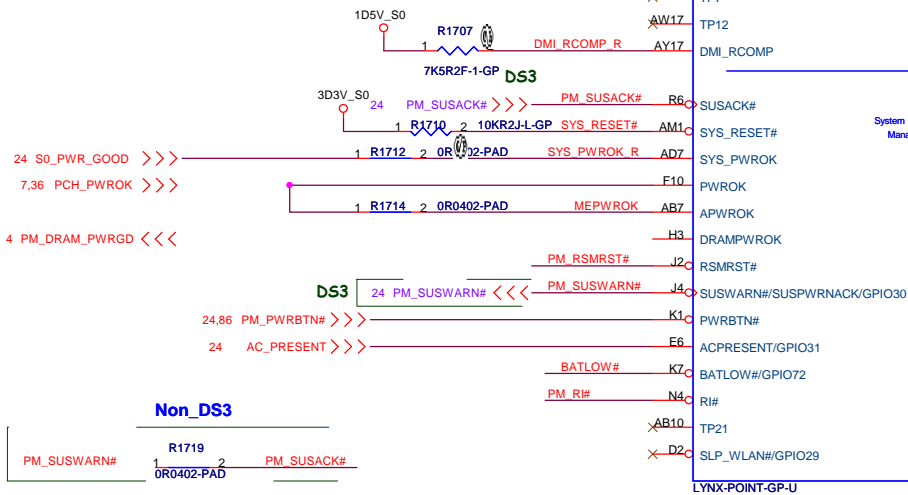 1D5V_S0
AW17 TP12
R1707
1 DMI_RCOMP_R AY17 DMI_RCOMP
7K5R2F-1-GP
DS3
3D3V_S0
24 PM_SUSACK# PM_SUSACK# R6 SUSACK#
1 R1710 2 10KR2J-L-GP SYS_RESET# AM1 SYS_RESET#
System
24 S0_PWR_GOOD 1 R1712 2 SYS_PWROK_R AD7 SYS_PWROK
7,36 PCH_PWROK F10 PWROK
1 R1714 2 0R0402-PAD MEPWROK AB7 APWROK
4 PM_DRAM_PWRGD H3 DRAMPWROK
PM_RSMRST# J2 RSMRST#
DS3 24 PM_SUSWARN# PM_SUSWARN# J4 SUSWARN#/SUSPWRNACK/GPIO30
24,86 PM_PWRBTN# K1 PWRBTN#
24 AC_PRESENT E6 ACPRESENT/GPIO31
BATLOW# K7 BATLOW#/GPIO72
PM_RI# N4 RI#
Non_DS3
AB10 TP21
R1719
PM_SUSWARN# 1 2 PM_SUSACK# D2 SLP_WLAN#/GPIO29
0R0402-PAD
LYNX-POINT-GP-U